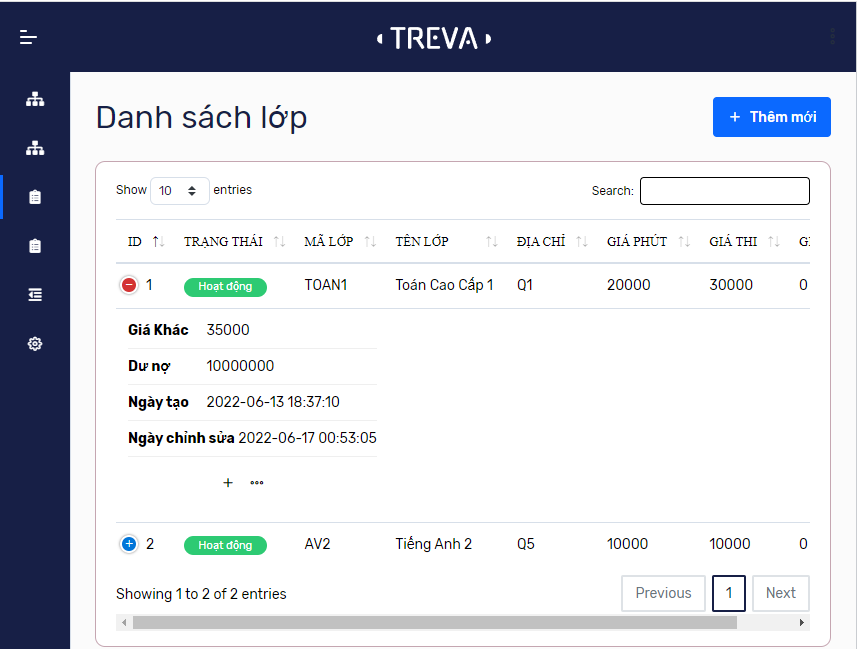 TREVA
Danh sách lớp
+ Thêm mới
Show 10 entries
Search:
ID TRẠNG THÁI MÃ LỚP TÊN LỚP ĐỊA CHỈ GIÁ PHÚT GIÁ THI
1 Hoạt động TOAN1 Toán Cao Cấp 1 Q1 20000 30000 0
Giá Khác 35000
Dư nợ 10000000
Ngày tạo 2022-06-13 18:37:10
Ngày chỉnh sửa 2022-06-17 00:53:05
2 Hoạt động AV2 Tiếng Anh 2 Q5 10000 10000 0
Showing 1 to 2 of 2 entries
Previous 1 Next